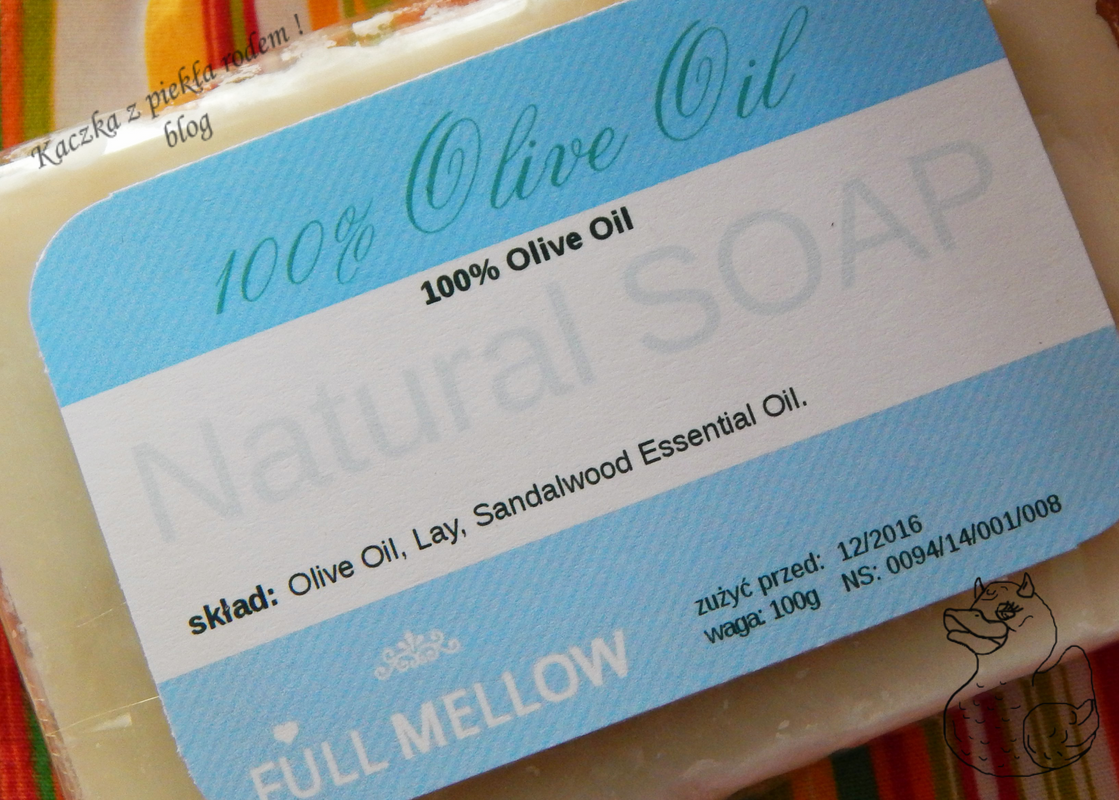 Kaczka z piekła rodem !
blog
100% Olive Oil
100% Olive Oil
Natural SOAP
skład: Olive Oil, Lay, Sandalwood Essential Oil.
zużyć przed: 12/2016
waga: 100g NS: 0094/14/001/008
FULL MELLOW